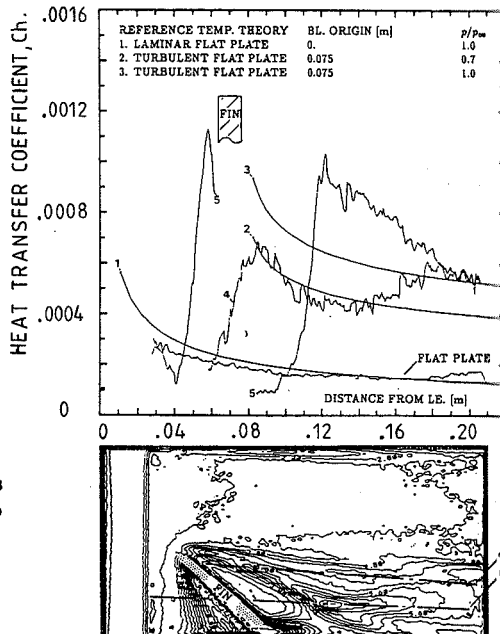 .0016
REFERENCE TEMP. THEORY BL. ORIGIN [m] p/p∞
1. LAMINAR FLAT PLATE 0. 1.0
2. TURBULENT FLAT PLATE 0.075 0.7
3. TURBULENT FLAT PLATE 0.075 1.0
HEAT TRANSFER COEFFICIENT, Ch.
.0012
FIN
3
5
.0008
2
1
4
.0004
FLAT PLATE
5
DISTANCE FROM LE. [m]
0
0 .04 .08 .12 .16 .20
FIN